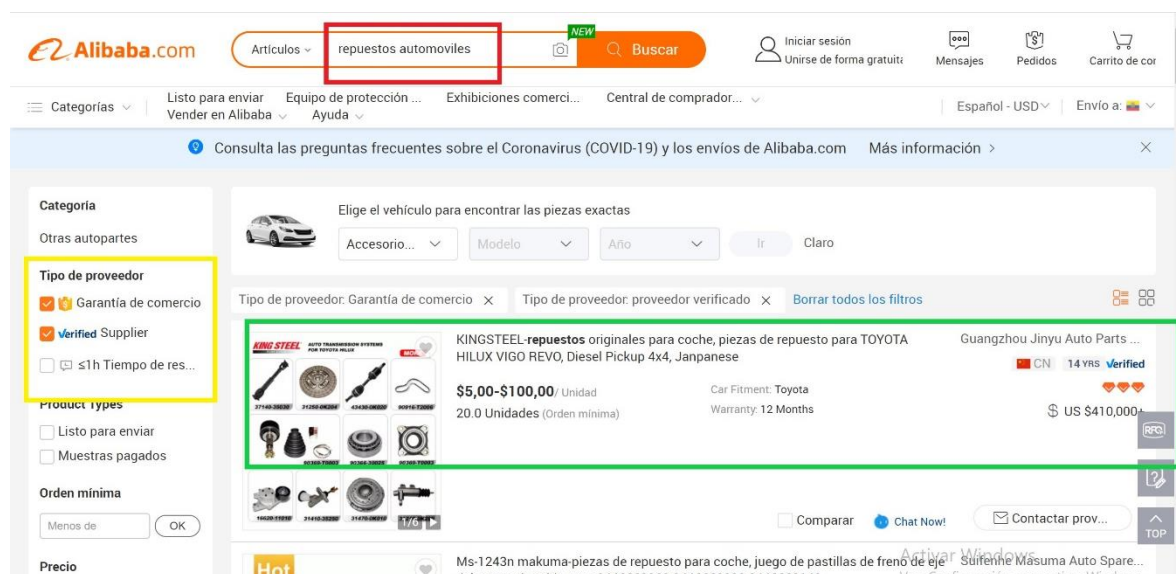 Alibaba.com
Artículos
repuestos automoviles
NEW
Buscar
Iniciar sesión
Unirse de forma gratuita
Mensajes
Pedidos
Carrito de cor
Categorías
Listo para enviar Equipo de protección ... Exhibiciones comerci... Central de comprador...
Vender en Alibaba Ayuda
Español - USD
Envío a:
Consulta las preguntas frecuentes sobre el Coronavirus (COVID-19) y los envíos de Alibaba.com Más información >
Categoría
Otras autopartes
Tipo de proveedor
Garantía de comercio
Verified Supplier
≤1h Tiempo de res...
Product Types
Listo para enviar
Muestras pagados
Orden mínima
Menos de
OK
Precio
Elige el vehículo para encontrar las piezas exactas
Accesorio...
Modelo
Año
Ir
Claro
Tipo de proveedor: Garantía de comercio
Tipo de proveedor: proveedor verificado
Borrar todos los filtros
KING STEEL
AUTO TRANSMISSION SYSTEMS
FOR TOYOTA HILUX
1/6
KINGSTEEL-repuestos originales para coche, piezas de repuesto para TOYOTA
HILUX VIGO REVO, Diesel Pickup 4x4, Janpanese
$5,00-$100,00/ Unidad
20.0 Unidades (Orden mínima)
Car Fitment: Toyota
Warranty: 12 Months
Guangzhou Jinyu Auto Parts ...
CN 14 YRS Verified
US $410,000+
RFQ
TOP
Comparar
Chat Now!
Contactar prov...
Hot
Ms-1243n makuma-piezas de repuesto para coche, juego de pastillas de freno de eje
Suifenhe Masuma Auto Spare...
Activar Windows